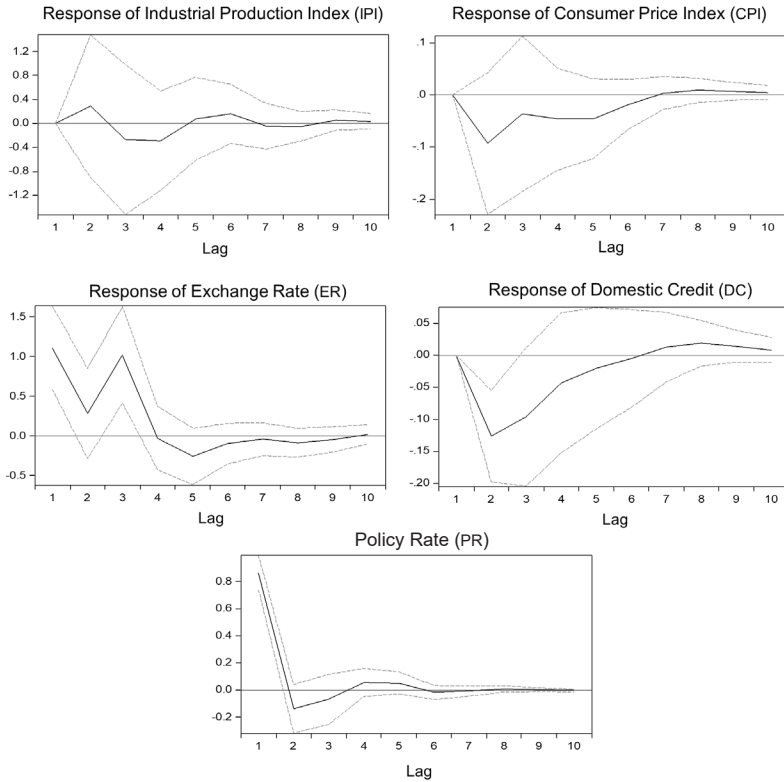 Response of Industrial Production Index (IPI)
1.2
0.8
0.4
0.0
-0.4
-0.8
-1.2
1 2 3 4 5 6 7 8 9 10
Lag
Response of Consumer Price Index (CPI)
.1
.0
-.1
-.2
1 2 3 4 5 6 7 8 9 10
Lag
Response of Exchange Rate (ER)
1.5
1.0
0.5
0.0
-0.5
1 2 3 4 5 6 7 8 9 10
Lag
Response of Domestic Credit (DC)
.05
.00
-.05
-.10
-.15
-.20
1 2 3 4 5 6 7 8 9 10
Lag
Policy Rate (PR)
0.8
0.6
0.4
0.2
0.0
-0.2
1 2 3 4 5 6 7 8 9 10
Lag